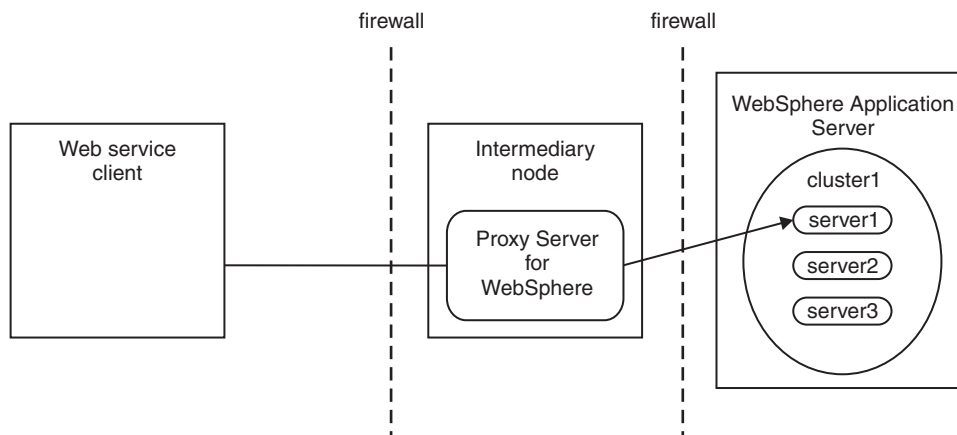 firewall
firewall
Web service
client
Intermediary
node
Proxy Server
for
WebSphere
WebSphere Application
Server
cluster1
server1
server2
server3